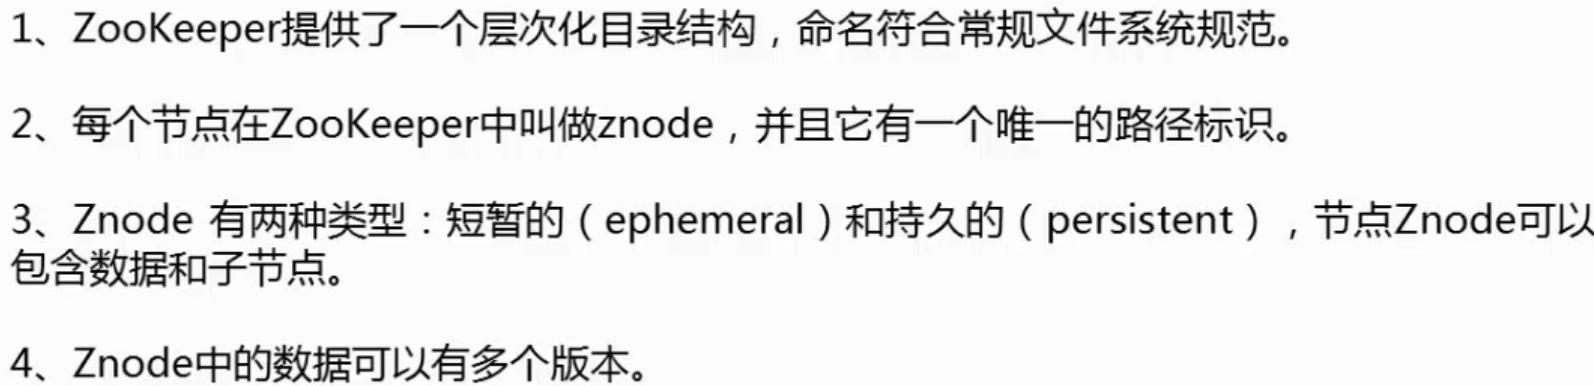 1、ZooKeeper提供了一个层次化目录结构，命名符合常规文件系统规范。
2、每个节点在ZooKeeper中叫做znode，并且它有一个唯一的路径标识。
3、Znode 有两种类型：短暂的（ephemeral）和持久的（persistent），节点Znode可以
包含数据和子节点。
4、Znode中的数据可以有多个版本。